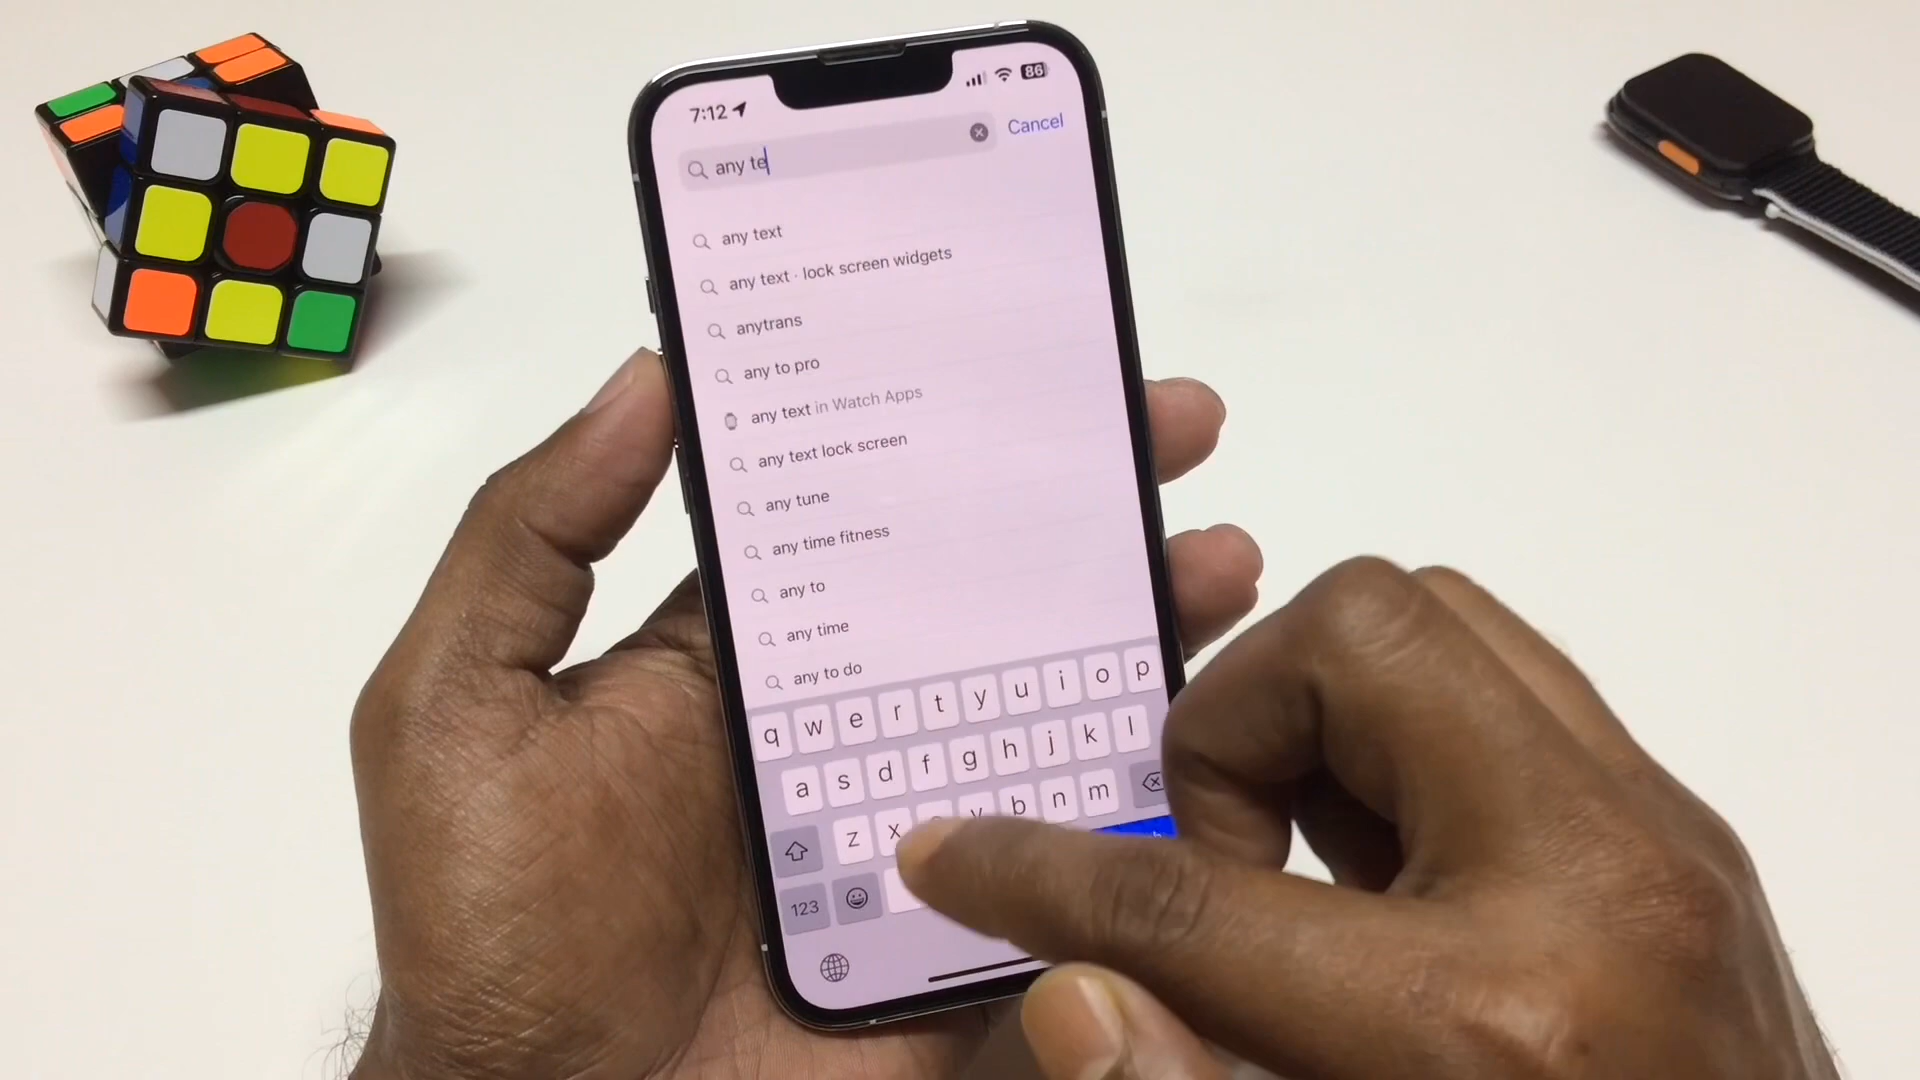 7:12
86
any te
Cancel
any text
any text · lock screen widgets
anytrans
any to pro
any text in Watch Apps
any text lock screen
any tune
any time fitness
any to
any time
any to do
q w e r t y u i o p
a s d f g h j k l
z x v b n m
123